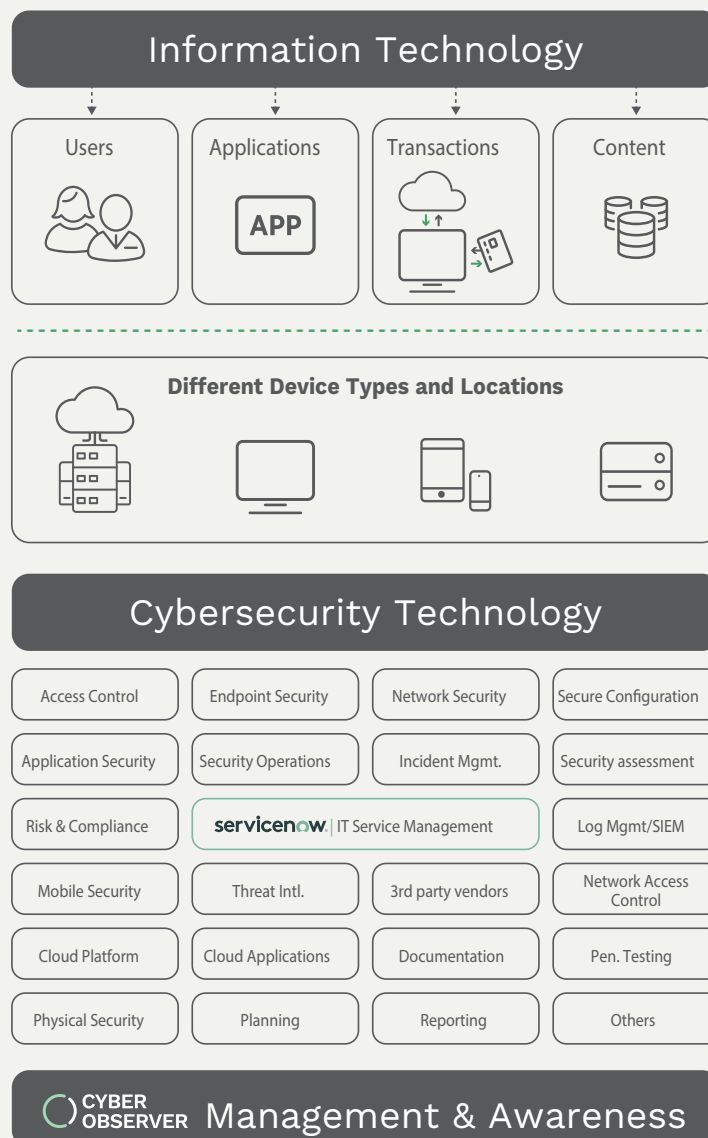 Information Technology
Users
Applications
Transactions
Content
APP
Different Device Types and Locations
Cybersecurity Technology
Access Control
Endpoint Security
Network Security
Secure Configuration
Application Security
Security Operations
Incident Mgmt.
Security assessment
Risk & Compliance
servicenow. | IT Service Management
Log Mgmt/SIEM
Mobile Security
Threat Intl.
3rd party vendors
Network Access
Control
Cloud Platform
Cloud Applications
Documentation
Pen. Testing
Physical Security
Planning
Reporting
Others
CYBER
OBSERVER
Management & Awareness